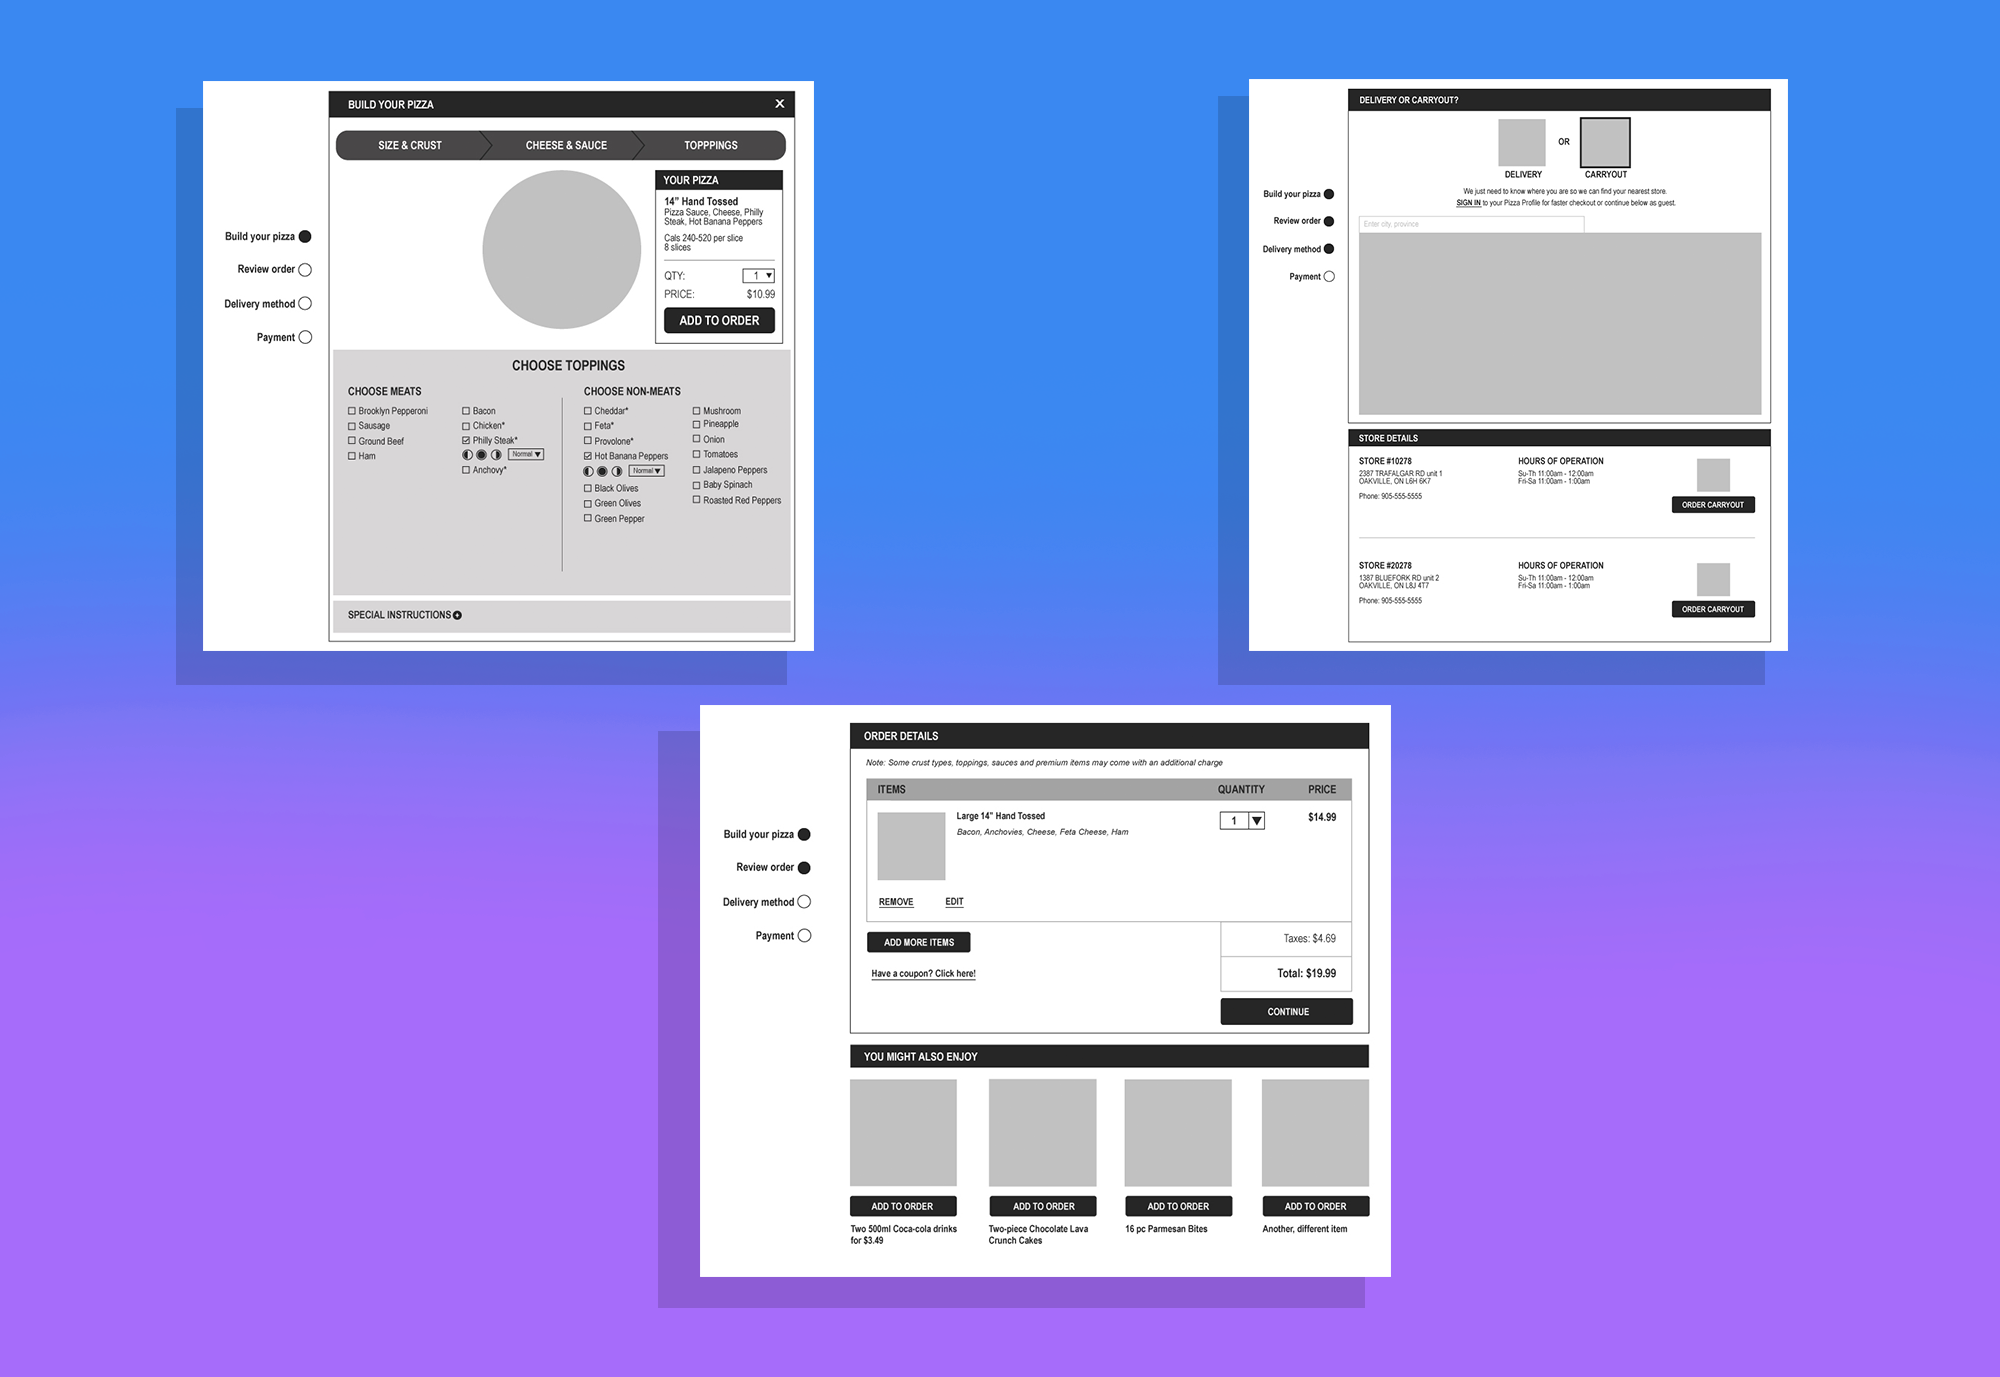 BUILD YOUR PIZZA X
SIZE & CRUST CHEESE & SAUCE TOPPPINGS
Build your pizza
Review order
Delivery method
Payment
YOUR PIZZA
14" Hand Tossed
Pizza Sauce, Cheese, Philly
Steak, Hot Banana Peppers
Cals 240-520 per slice
8 slices
QTY: 1
PRICE: $10.99
ADD TO ORDER
CHOOSE TOPPINGS
CHOOSE MEATS
Brooklyn Pepperoni
Sausage
Ground Beef
Ham
Bacon
Chicken*
Philly Steak*
Normal
Anchovy*
CHOOSE NON-MEATS
Cheddar*
Feta*
Provolone*
Hot Banana Peppers
Normal
Black Olives
Green Olives
Green Pepper
Mushroom
Pineapple
Onion
Tomatoes
Jalapeno Peppers
Baby Spinach
Roasted Red Peppers
SPECIAL INSTRUCTIONS
DELIVERY OR CARRYOUT?
Build your pizza
Review order
Delivery method
Payment
OR
DELIVERY CARRYOUT
We just need to know where you are so we can find your nearest store.
SIGN IN to your Pizza Profile for faster checkout or continue below as guest.
Enter city, province
STORE DETAILS
STORE #10278
2387 TRAFALGAR RD unit 1
OAKVILLE, ON L6H 6K7
Phone: 905-555-5555
HOURS OF OPERATION
Su-Th 11:00am - 12:00am
Fri-Sa 11:00am - 1:00am
ORDER CARRYOUT
STORE #20278
1387 BLUEFORK RD unit 2
OAKVILLE, ON L8J 4T7
Phone: 905-555-5555
HOURS OF OPERATION
Su-Th 11:00am - 12:00am
Fri-Sa 11:00am - 1:00am
ORDER CARRYOUT
Build your pizza
Review order
Delivery method
Payment
ORDER DETAILS
Note: Some crust types, toppings, sauces and premium items may come with an additional charge
ITEMS QUANTITY PRICE
Large 14" Hand Tossed 1 $14.99
Bacon, Anchovies, Cheese, Feta Cheese, Ham
REMOVE EDIT
ADD MORE ITEMS
Have a coupon? Click here!
Taxes: $4.69
Total: $19.99
CONTINUE
YOU MIGHT ALSO ENJOY
ADD TO ORDER
Two 500ml Coca-cola drinks
for $3.49
ADD TO ORDER
Two-piece Chocolate Lava
Crunch Cakes
ADD TO ORDER
16 pc Parmesan Bites
ADD TO ORDER
Another, different item